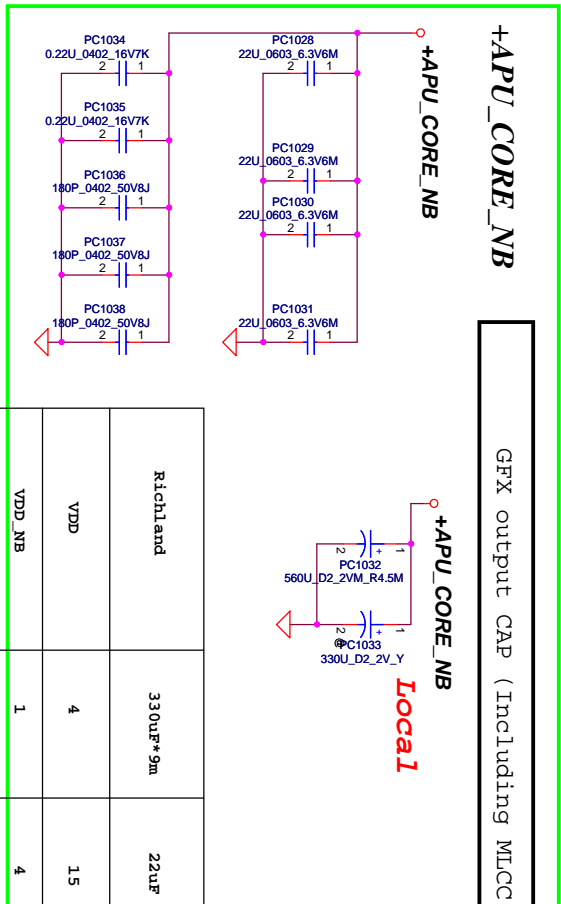 +APU_CORE_NB
GFX output CAP (Including MLCC
+APU_CORE_NB
PC1028
22U_0603_6.3V6M
2 1
PC1029
22U_0603_6.3V6M
2 1
PC1030
22U_0603_6.3V6M
2 1
PC1031
22U_0603_6.3V6M
2 1
PC1034
0.22U_0402_16V7K
2 1
PC1035
0.22U_0402_16V7K
2 1
PC1036
180P_0402_50V8J
2 1
PC1037
180P_0402_50V8J
2 1
PC1038
180P_0402_50V8J
2 1
+APU_CORE_NB
Local
1
+
2
PC1032
560U_D2_2VM_R4.5M
1
+
2
@
PC1033
330U_D2_2V_Y
Richland 330uF*9m 22uF
VDD 4 15
VDD_NB 1 4